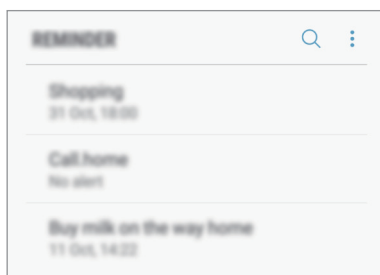 REMINDER
Shopping
31 Oct, 18:00
Call home
No alert
Buy milk on the way home
11 Oct, 14:22